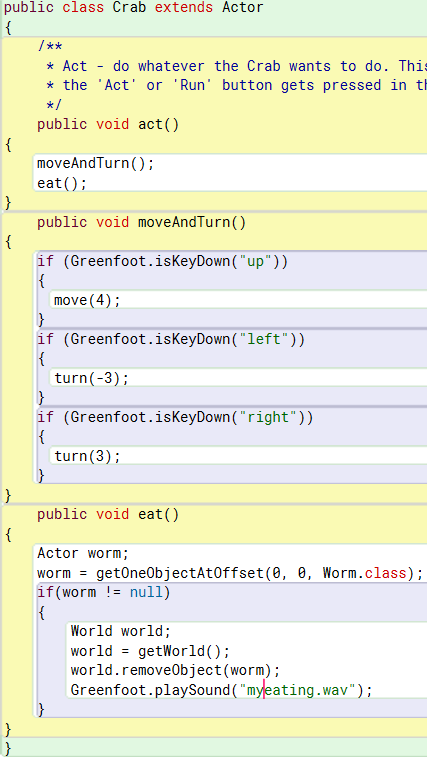 public class Crab extends Actor
{
/**
* Act - do whatever the Crab wants to do. This
* the 'Act' or 'Run' button gets pressed in th
*/
public void act()
{
moveAndTurn();
eat();
}
public void moveAndTurn()
{
if (Greenfoot.isKeyDown("up"))
{
move(4);
}
if (Greenfoot.isKeyDown("left"))
{
turn(-3);
}
if (Greenfoot.isKeyDown("right"))
{
turn(3);
}
}
public void eat()
{
Actor worm;
worm = getOneObjectAtOffset(0, 0, Worm.class);
if(worm != null)
{
World world;
world = getWorld();
world.removeObject(worm);
Greenfoot.playSound("myeating.wav");
}
}
}